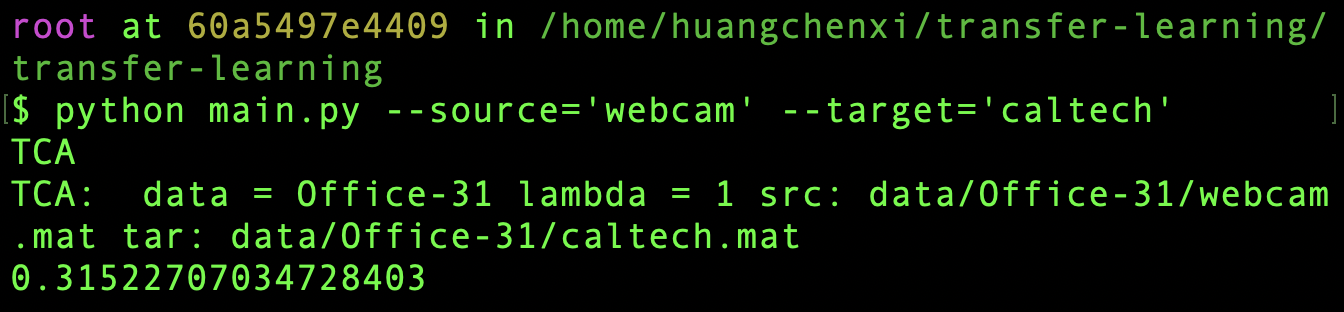 root at 60a5497e4409 in /home/huangchenxi/transfer-learning/
transfer-learning
[$ python main.py --source='webcam' --target='caltech' ]
TCA
TCA:  data = Office-31 lambda = 1 src: data/Office-31/webcam
.mat tar: data/Office-31/caltech.mat
0.31522707034728403